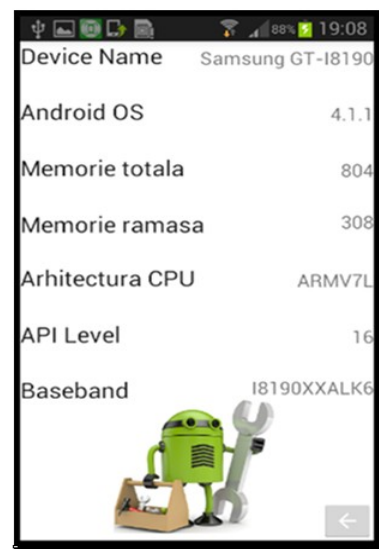 88% 19:08
Device Name Samsung GT-I8190
Android OS 4.1.1
Memorie totala 804
Memorie ramasa 308
Arhitectura CPU ARMV7L
API Level 16
Baseband I8190XXALK6